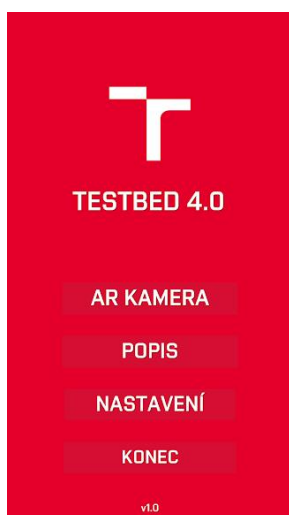 TESTBED 4.0
AR KAMERA
POPIS
NASTAVENÍ
KONEC
v1.0